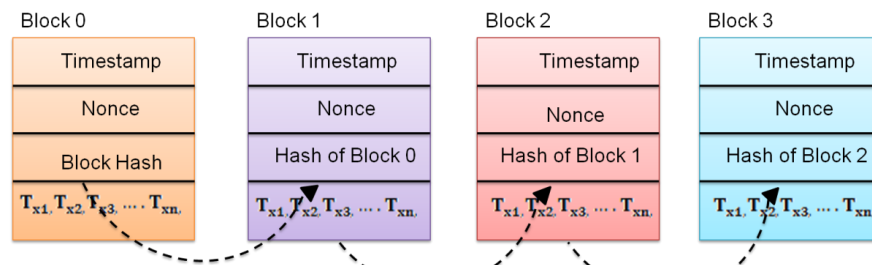 Block 0
Timestamp
Nonce
Block Hash
Tx1, Tx2, Tx3, .... Txn,
Block 1
Timestamp
Nonce
Hash of Block 0
Tx1, Tx2, Tx3, .... Txn,
Block 2
Timestamp
Nonce
Hash of Block 1
Tx1, Tx2, Tx3, .... Txn,
Block 3
Timestamp
Nonce
Hash of Block 2
Tx1, Tx2, Tx3, .... Txn